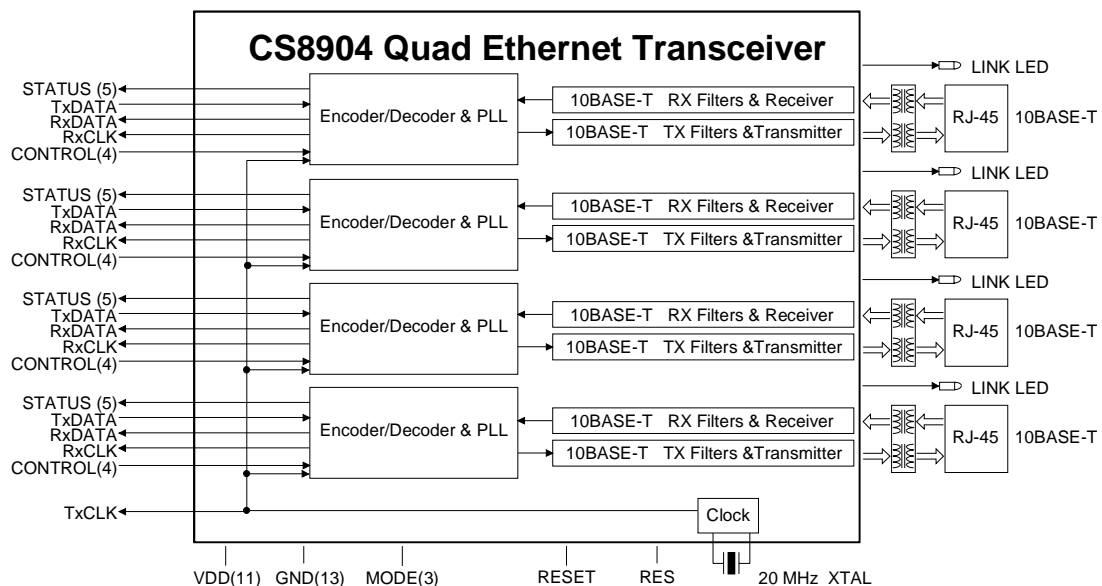 CS8904 Quad Ethernet Transceiver
LINK LED
STATUS (5)
TxDATA
RxDATA
RxCLK
CONTROL(4)
Encoder/Decoder & PLL
10BASE-T RX Filters & Receiver
10BASE-T TX Filters &Transmitter
RJ-45
10BASE-T
LINK LED
STATUS (5)
TxDATA
RxDATA
RxCLK
CONTROL(4)
Encoder/Decoder & PLL
10BASE-T RX Filters & Receiver
10BASE-T TX Filters &Transmitter
RJ-45
10BASE-T
LINK LED
STATUS (5)
TxDATA
RxDATA
RxCLK
CONTROL(4)
Encoder/Decoder & PLL
10BASE-T RX Filters & Receiver
10BASE-T TX Filters &Transmitter
RJ-45
10BASE-T
LINK LED
STATUS (5)
TxDATA
RxDATA
RxCLK
CONTROL(4)
Encoder/Decoder & PLL
10BASE-T RX Filters & Receiver
10BASE-T TX Filters &Transmitter
RJ-45
10BASE-T
TxCLK
Clock
VDD(11)
GND(13)
MODE(3)
RESET
RES
20 MHz XTAL